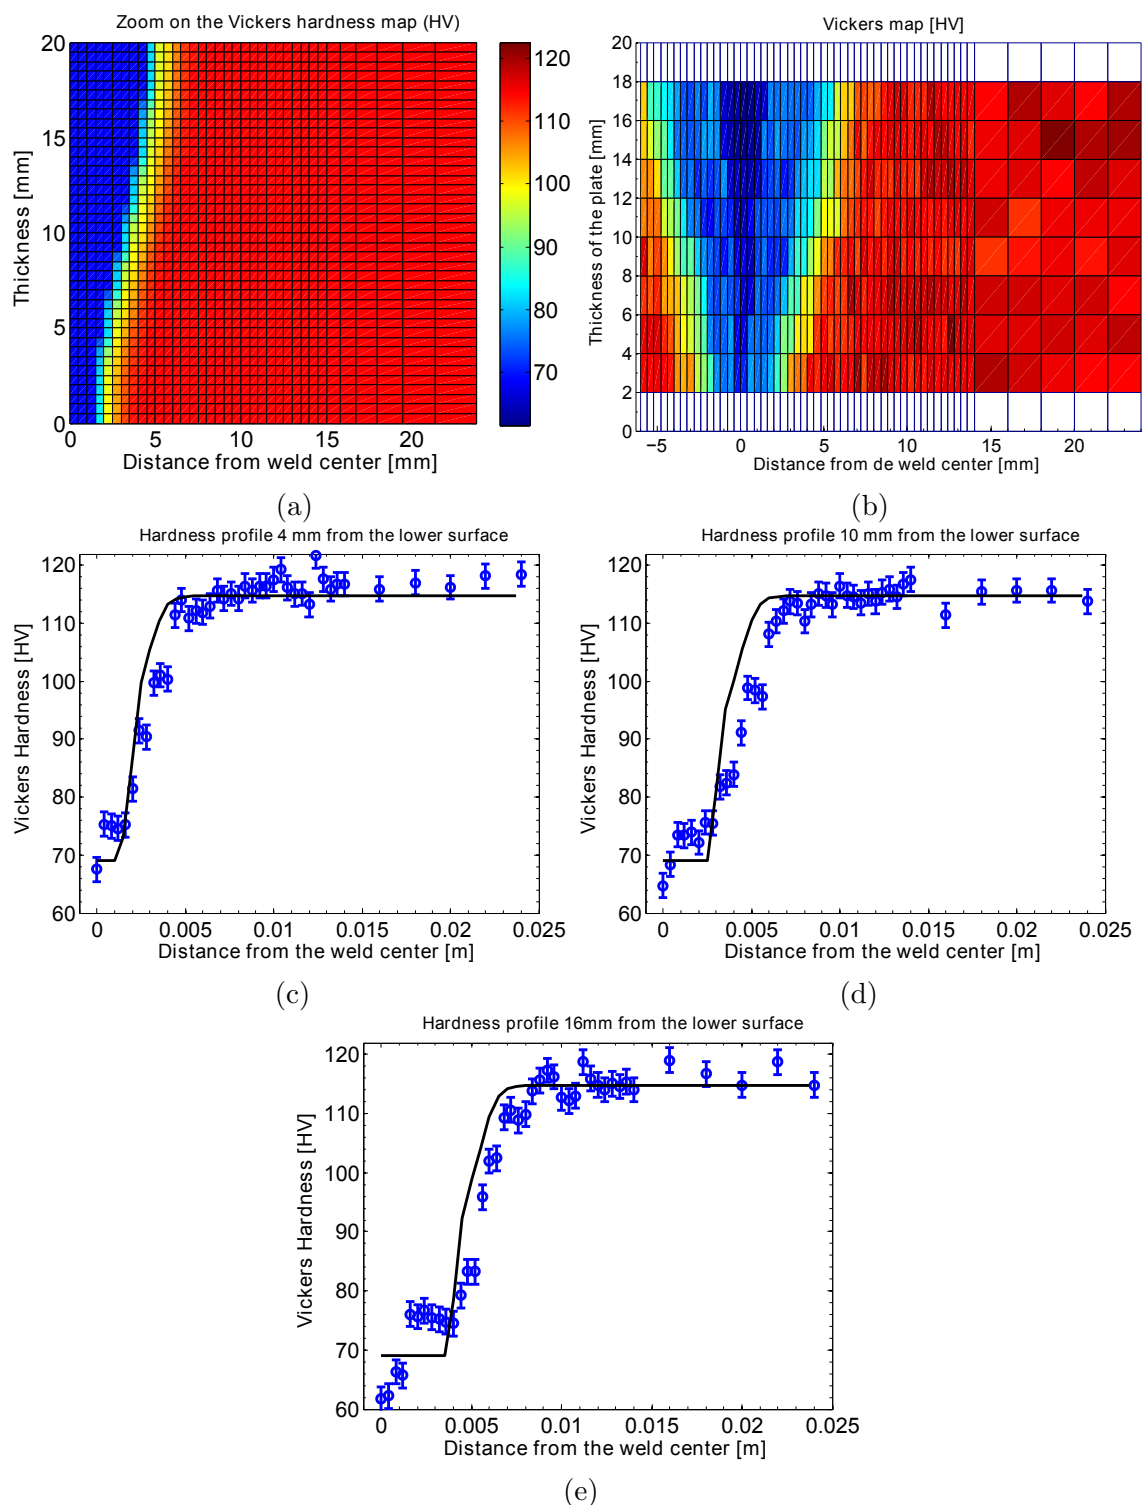 Zoom on the Vickers hardness map (HV)
20
15
10
5
0
Thickness [mm]
0 5 10 15 20
Distance from weld center [mm]
120
110
100
90
80
70
(a)
Vickers map [HV]
20
18
16
14
12
10
8
6
4
2
0
Thickness of the plate [mm]
−5 0 5 10 15 20
Distance from de weld center [mm]
(b)
Hardness profile 4 mm from the lower surface
120
110
100
90
80
70
60
Vickers Hardness [HV]
0 0.005 0.01 0.015 0.02 0.025
Distance from the weld center [m]
(c)
Hardness profile 10 mm from the lower surface
120
110
100
90
80
70
60
Vickers Hardness [HV]
0 0.005 0.01 0.015 0.02 0.025
Distance from the weld center [m]
(d)
Hardness profile 16mm from the lower surface
120
110
100
90
80
70
60
Vickers Hardness [HV]
0 0.005 0.01 0.015 0.02 0.025
Distance from the weld center [m]
(e)